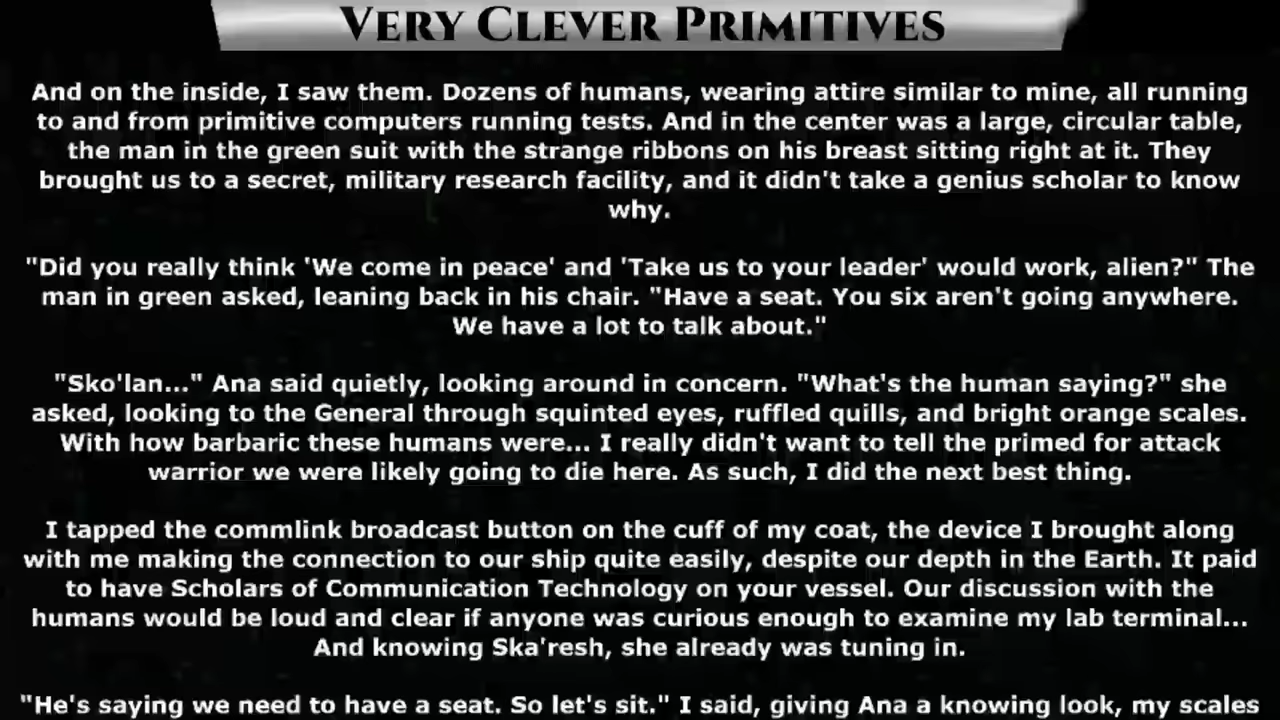 VERY CLEVER PRIMITIVES
And on the inside, I saw them. Dozens of humans, wearing attire similar to mine, all running
to and from primitive computers running tests. And in the center was a large, circular table,
the man in the green suit with the strange ribbons on his breast sitting right at it. They
brought us to a secret, military research facility, and it didn't take a genius scholar to know
why.
"Did you really think 'We come in peace' and 'Take us to your leader' would work, alien?" The
man in green asked, leaning back in his chair. "Have a seat. You six aren't going anywhere.
We have a lot to talk about."
"Sko'lan..." Ana said quietly, looking around in concern. "What's the human saying?" she
asked, looking to the General through squinted eyes, ruffled quills, and bright orange scales.
With how barbaric these humans were... I really didn't want to tell the primed for attack
warrior we were likely going to die here. As such, I did the next best thing.
I tapped the commlink broadcast button on the cuff of my coat, the device I brought along
with me making the connection to our ship quite easily, despite our depth in the Earth. It paid
to have Scholars of Communication Technology on your vessel. Our discussion with the
humans would be loud and clear if anyone was curious enough to examine my lab terminal...
And knowing Ska'resh, she already was tuning in.
"He's saying we need to have a seat. So let's sit." I said, giving Ana a knowing look, my scales